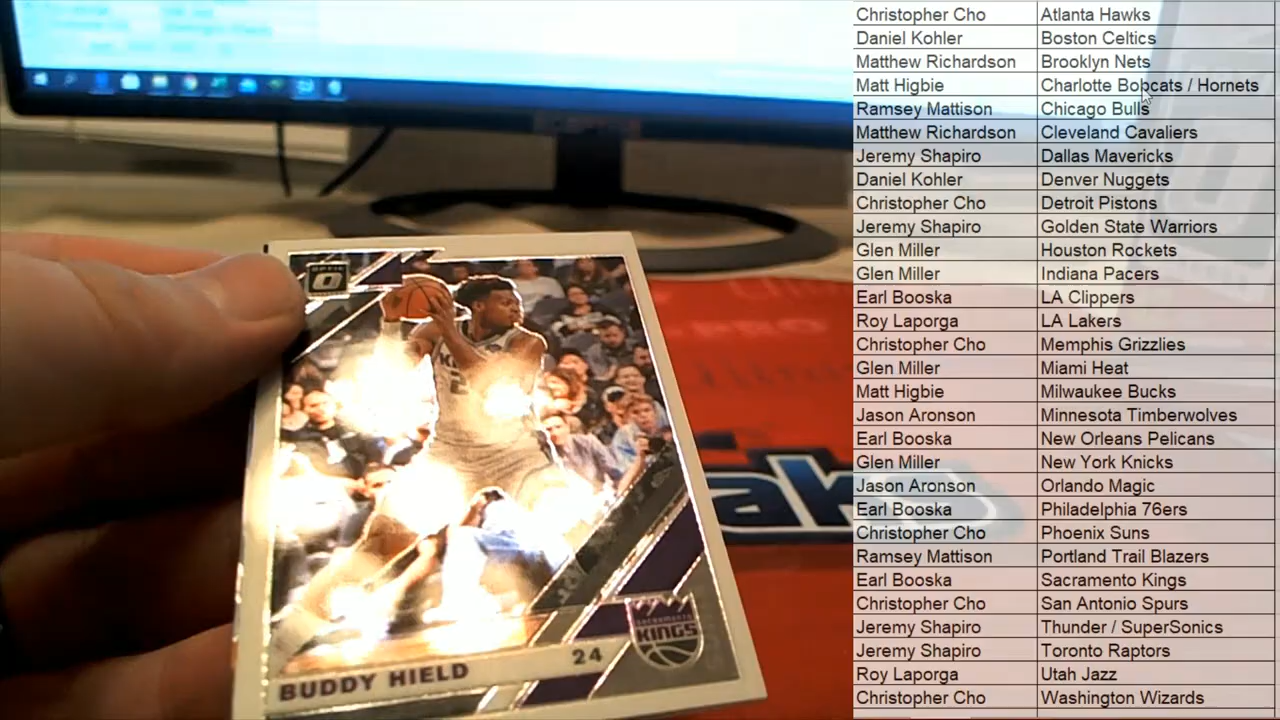 Christopher Cho Atlanta Hawks
Daniel Kohler Boston Celtics
Matthew Richardson Brooklyn Nets
Matt Higbie Charlotte Bobcats / Hornets
Ramsey Mattison Chicago Bulls
Matthew Richardson Cleveland Cavaliers
Jeremy Shapiro Dallas Mavericks
Daniel Kohler Denver Nuggets
Christopher Cho Detroit Pistons
Jeremy Shapiro Golden State Warriors
Glen Miller Houston Rockets
Glen Miller Indiana Pacers
Earl Booska LA Clippers
Roy Laporga LA Lakers
Christopher Cho Memphis Grizzlies
Glen Miller Miami Heat
Matt Higbie Milwaukee Bucks
Jason Aronson Minnesota Timberwolves
Earl Booska New Orleans Pelicans
Glen Miller New York Knicks
Jason Aronson Orlando Magic
Earl Booska Philadelphia 76ers
Christopher Cho Phoenix Suns
Ramsey Mattison Portland Trail Blazers
Earl Booska Sacramento Kings
Christopher Cho San Antonio Spurs
Jeremy Shapiro Thunder / SuperSonics
Jeremy Shapiro Toronto Raptors
Roy Laporga Utah Jazz
Christopher Cho Washington Wizards
OPTIC
SACRAMENTO
KINGS
24
BUDDY HIELD